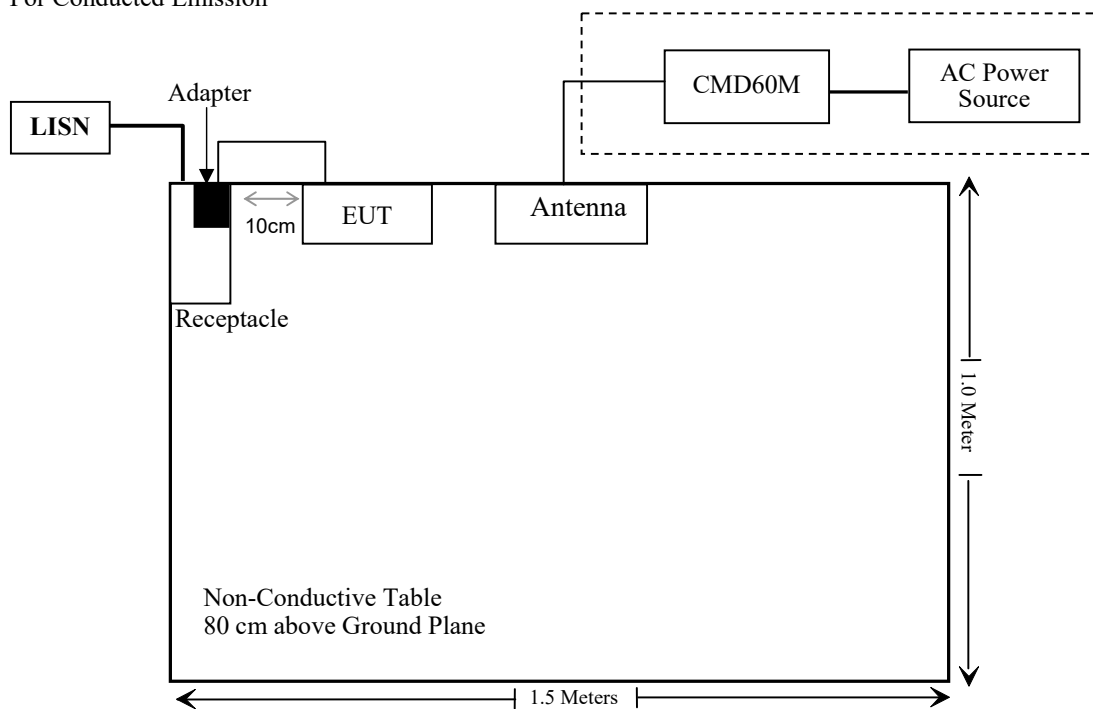 For Conducted Emission
CMD60M
AC Power
Source
Adapter
LISN
10cm
EUT
Antenna
Receptacle
1.0 Meter
Non-Conductive Table
80 cm above Ground Plane
1.5 Meters